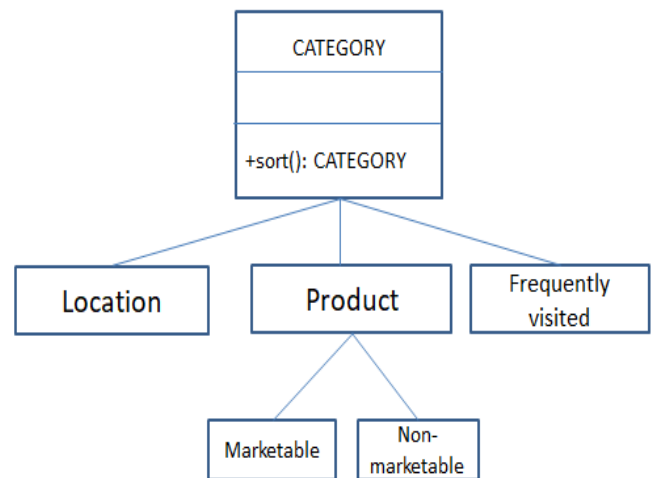 CATEGORY
+sort(): CATEGORY
Location
Product
Frequently
visited
Marketable
Non-
marketable